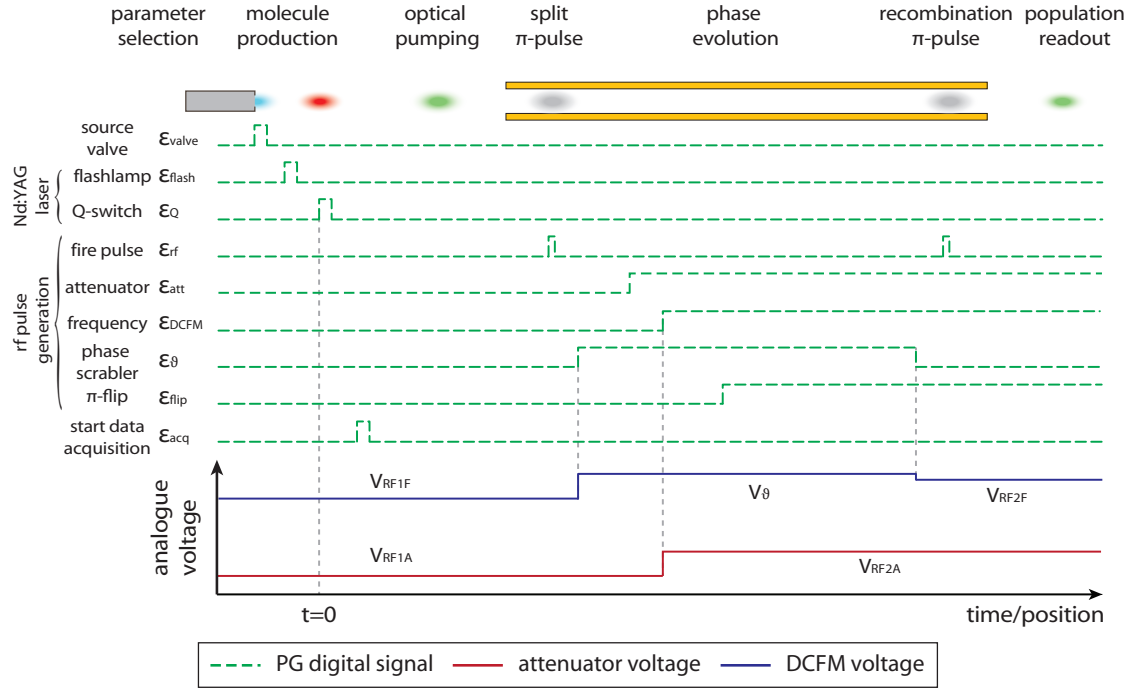 parameter selection
molecule production
optical pumping
split π-pulse
phase evolution
recombination π-pulse
population readout
source valve εvalve
Nd:YAG laser
flashlamp εflash
Q-switch εQ
rf pulse generation
fire pulse εrf
attenuator εatt
frequency εDCFM
phase scrabler εϑ
π-flip εflip
start data acquisition εacq
analogue voltage
VRF1F
Vϑ
VRF2F
VRF1A
VRF2A
t=0
time/position
PG digital signal
attenuator voltage
DCFM voltage